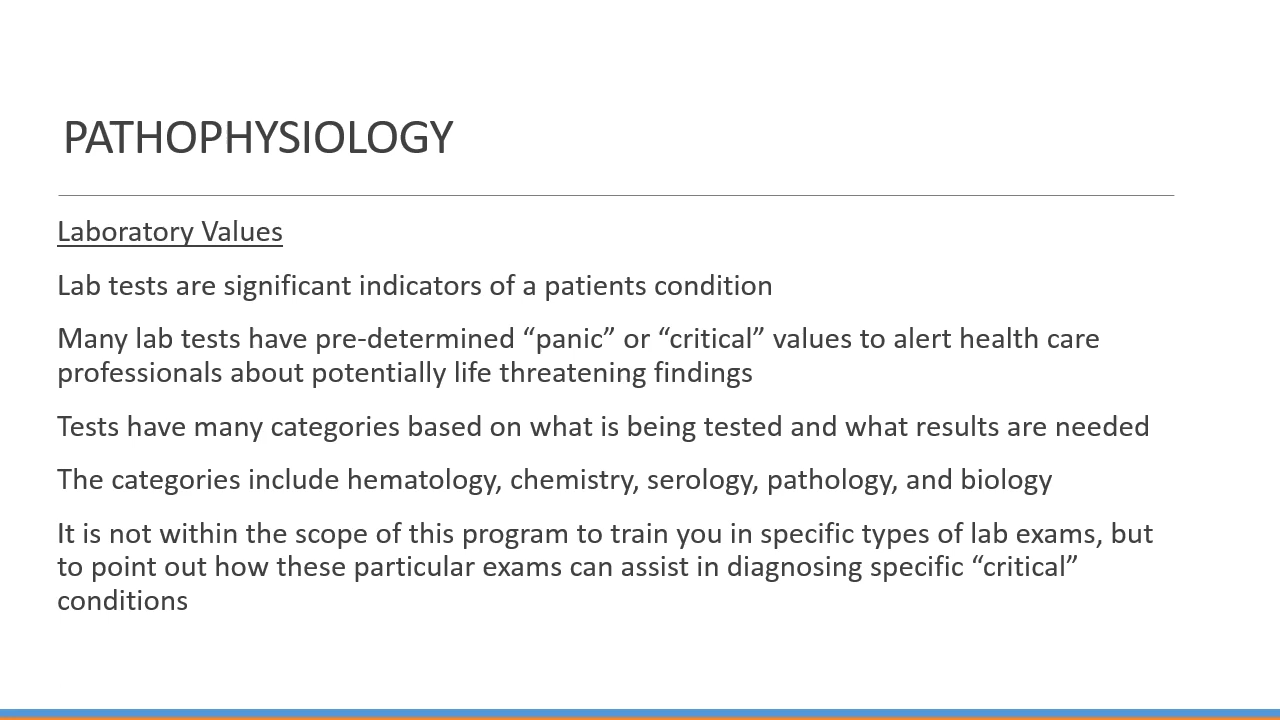 PATHOPHYSIOLOGY
Laboratory Values
Lab tests are significant indicators of a patients condition
Many lab tests have pre-determined “panic” or “critical” values to alert health care
professionals about potentially life threatening findings
Tests have many categories based on what is being tested and what results are needed
The categories include hematology, chemistry, serology, pathology, and biology
It is not within the scope of this program to train you in specific types of lab exams, but
to point out how these particular exams can assist in diagnosing specific “critical”
conditions